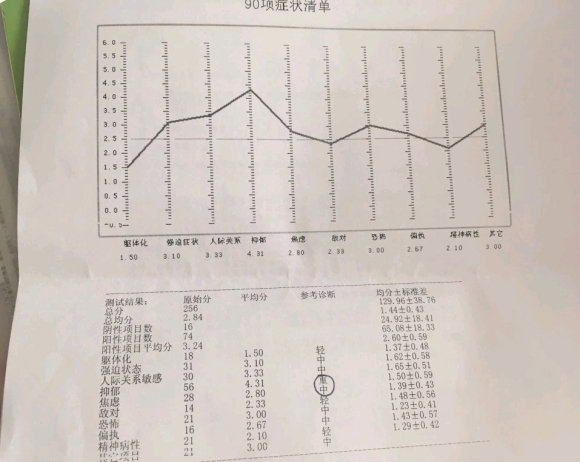 90项症状清单
6.0
5.5
5.0
4.5
4.0
3.5
3.0
2.5
2.0
1.5
1.0
0.5
-0.5
躯体化 强迫症状 人际关系 抑郁 焦虑 敌对 恐怖 偏执 精神病性 其它
1.50 3.10 3.33 4.31 2.80 2.33 3.00 2.67 2.10 3.00
测试结果: 原始分 平均分 参考诊断 均分±标准差
总分 256 129.96±38.76
总均分 2.84 1.44±0.43
阴性项目数 16 24.92±18.41
阳性项目数 74 65.08±18.33
阳性项目平均分 3.24 2.60±0.59
躯体化 18 1.50 轻 1.37±0.48
强迫状态 31 3.10 中 1.62±0.58
人际关系敏感 30 3.33 中 1.65±0.51
抑郁 56 4.31 重 1.50±0.59
焦虑 28 2.80 中 1.39±0.43
敌对 14 2.33 轻 1.48±0.56
恐怖 21 3.00 中 1.23±0.41
偏执 16 2.67 中 1.43±0.57
精神病性 21 2.10 轻 1.29±0.42
21 3.00 中